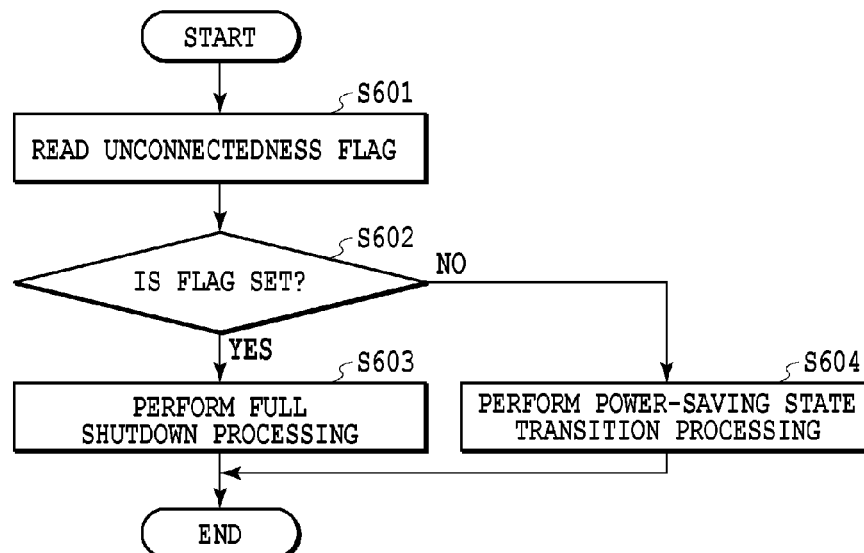 START
S601
READ UNCONNECTEDNESS FLAG
S602
IS FLAG SET?
NO
YES
S603
PERFORM FULL
SHUTDOWN PROCESSING
S604
PERFORM POWER-SAVING STATE
TRANSITION PROCESSING
END